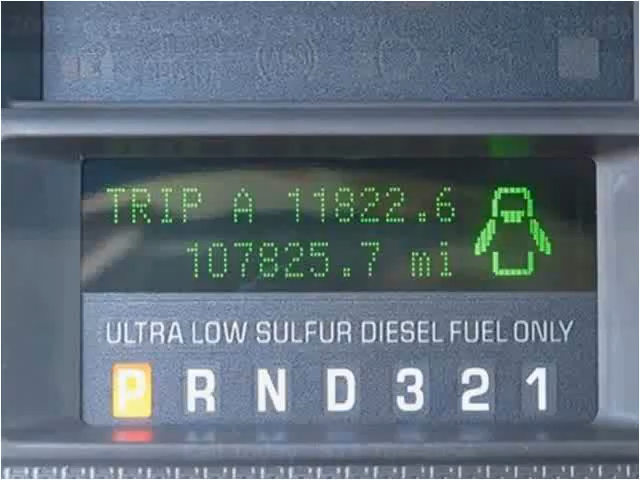 TRIP A 11822.6
107825.7 mi
ULTRA LOW SULFUR DIESEL FUEL ONLY
P R N D 3 2 1